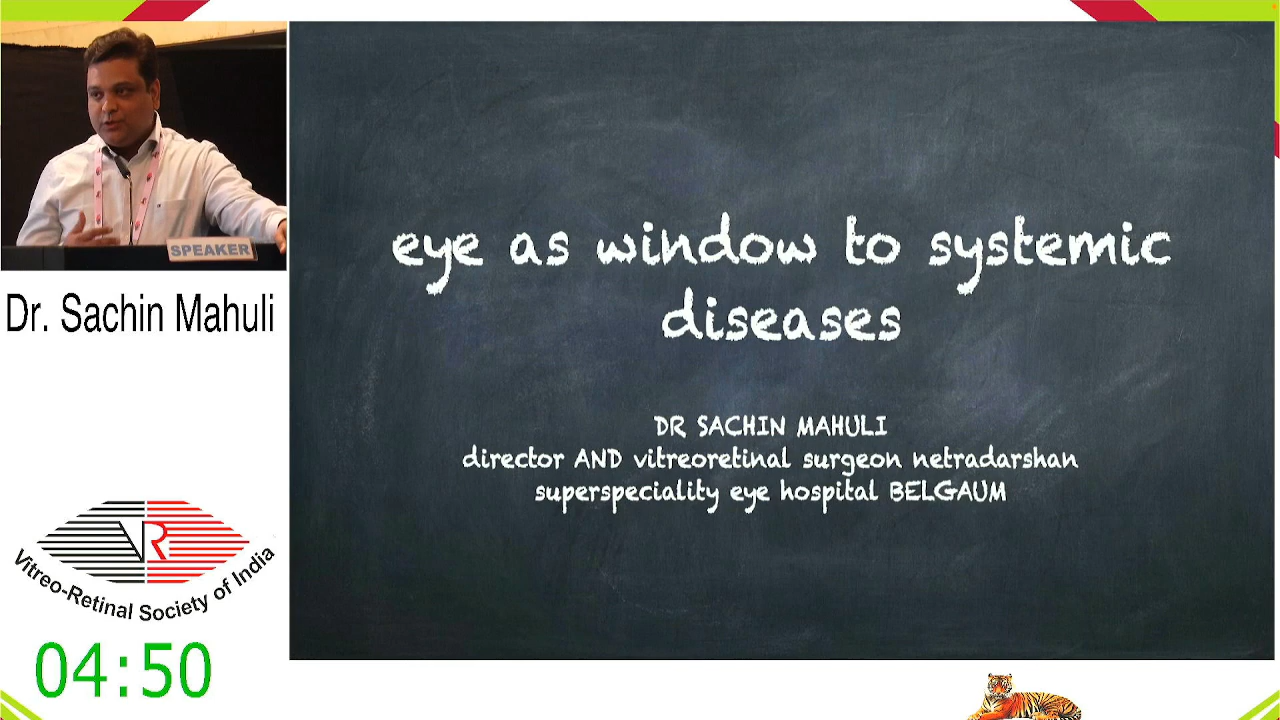 SPEAKER
Dr. Sachin Mahuli
eye as window to systemic
diseases
DR SACHIN MAHULI
director AND vitreoretinal surgeon netradarshan
superspeciality eye hospital BELGAUM
VR
Vitreo-Retinal Society of India
04:50